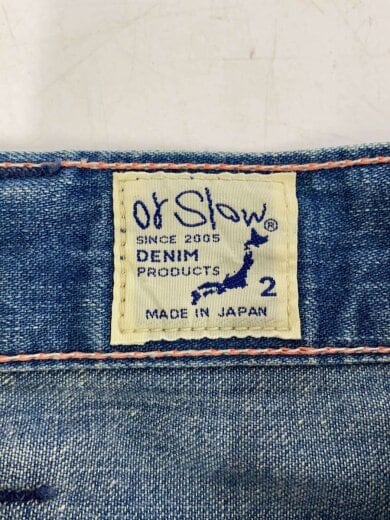 or Slow®
SINCE 2005
DENIM
PRODUCTS
2
MADE IN JAPAN